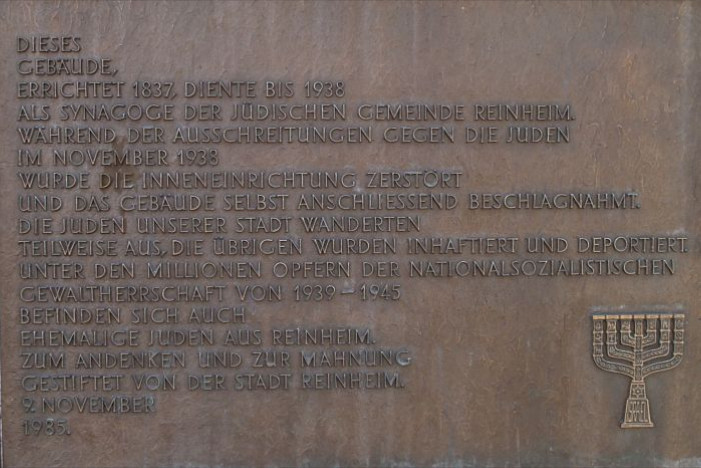 DIESES
GEBÄUDE,
ERRICHTET 1837, DIENTE BIS 1938
ALS SYNAGOGE DER JÜDISCHEN GEMEINDE REINHEIM.
WÄHREND DER AUSSCHREITUNGEN GEGEN DIE JUDEN
IM NOVEMBER 1938
WURDE DIE INNENEINRICHTUNG ZERSTÖRT
UND DAS GEBÄUDE SELBST ANSCHLIESSEND BESCHLAGNAHMT.
DIE JUDEN UNSERER STADT WANDERTEN
TEILWEISE AUS, DIE ÜBRIGEN WURDEN INHAFTIERT UND DEPORTIERT.
UNTER DEN MILLIONEN OPFERN DER NATIONALSOZIALISTISCHEN
GEWALTHERRSCHAFT VON 1939-1945
BEFINDEN SICH AUCH
EHEMALIGE JUDEN AUS REINHEIM.
ZUM ANDENKEN UND ZUR MAHNUNG
GESTIFTET VON DER STADT REINHEIM.
9. NOVEMBER
1985.